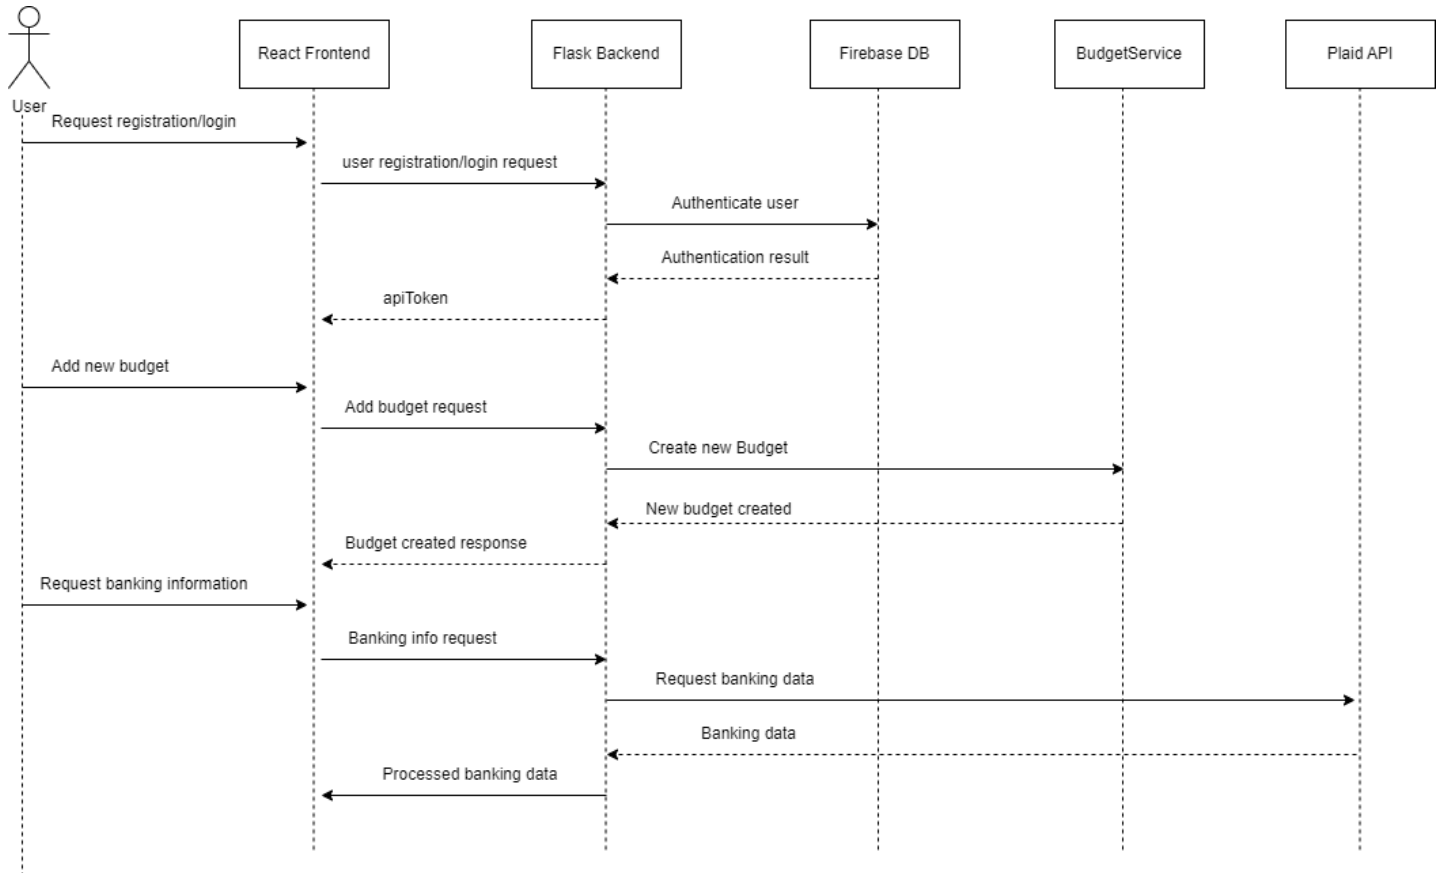 React Frontend
Flask Backend
Firebase DB
BudgetService
Plaid API
User
Request registration/login
user registration/login request
Authenticate user
Authentication result
apiToken
Add new budget
Add budget request
Create new Budget
New budget created
Budget created response
Request banking information
Banking info request
Request banking data
Banking data
Processed banking data